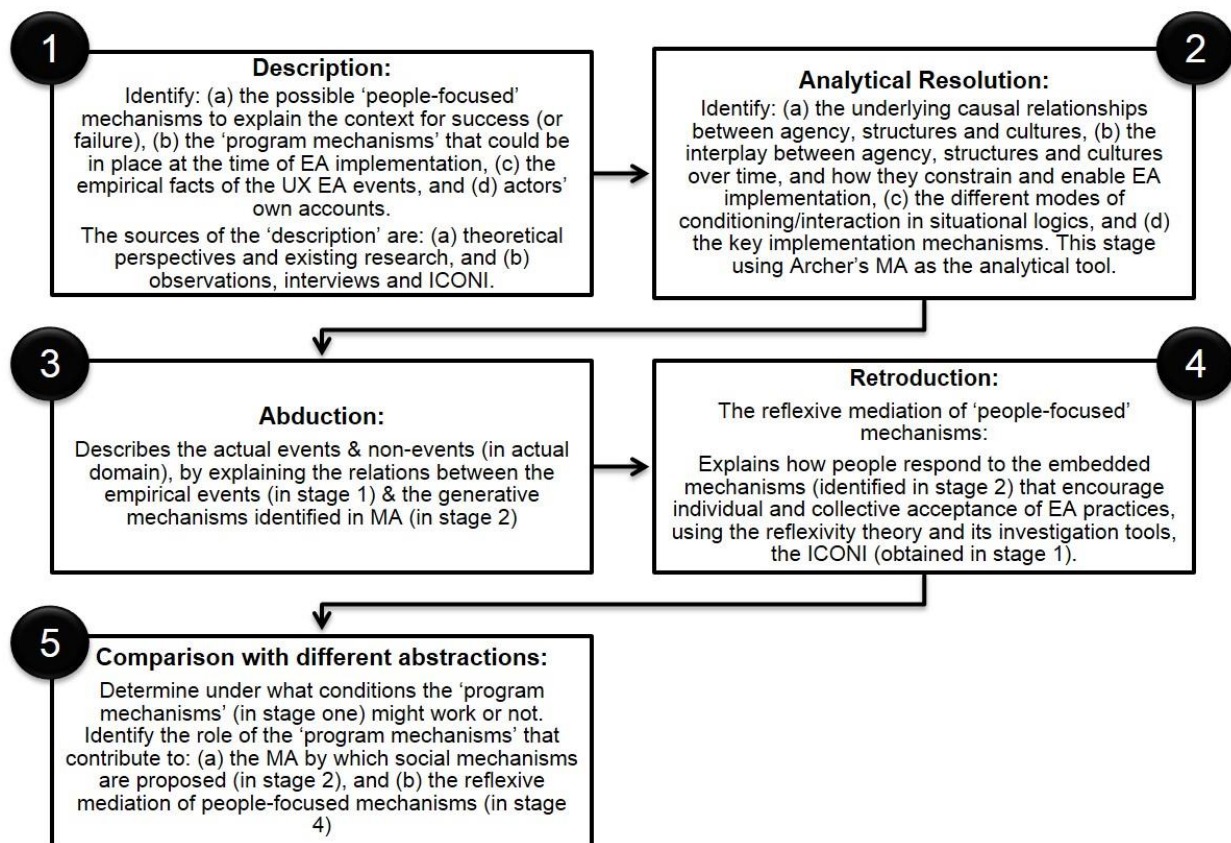 1
Description:
Identify: (a) the possible ‘people-focused’
mechanisms to explain the context for success (or
failure), (b) the ‘program mechanisms’ that could be
in place at the time of EA implementation, (c) the
empirical facts of the UX EA events, and (d) actors’
own accounts.
The sources of the ‘description’ are: (a) theoretical
perspectives and existing research, and (b)
observations, interviews and ICONI.
2
Analytical Resolution:
Identify: (a) the underlying causal relationships
between agency, structures and cultures, (b) the
interplay between agency, structures and cultures
over time, and how they constrain and enable EA
implementation, (c) the different modes of
conditioning/interaction in situational logics, and (d)
the key implementation mechanisms. This stage
using Archer’s MA as the analytical tool.
3
Abduction:
Describes the actual events & non-events (in actual
domain), by explaining the relations between the
empirical events (in stage 1) & the generative
mechanisms identified in MA (in stage 2)
4
Retroduction:
The reflexive mediation of ‘people-focused’
mechanisms:
Explains how people respond to the embedded
mechanisms (identified in stage 2) that encourage
individual and collective acceptance of EA practices,
using the reflexivity theory and its investigation tools,
the ICONI (obtained in stage 1).
5
Comparison with different abstractions:
Determine under what conditions the ‘program
mechanisms’ (in stage one) might work or not.
Identify the role of the ‘program mechanisms’ that
contribute to: (a) the MA by which social mechanisms
are proposed (in stage 2), and (b) the reflexive
mediation of people-focused mechanisms (in stage
4)